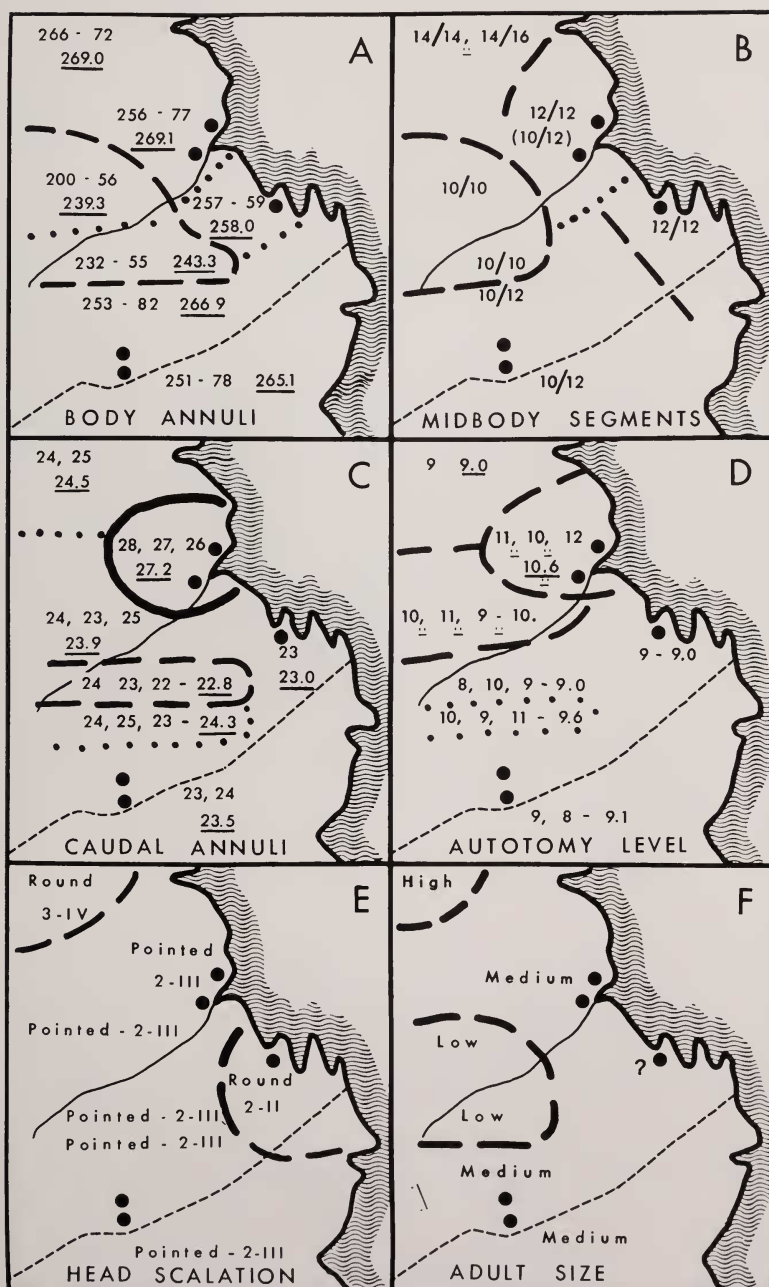 A
266 - 72
269.0
256 - 77
269.1
200 - 56
239.3
257 - 59
258.0
232 - 55 243.3
253 - 82 266.9
251 - 78 265.1
BODY ANNULI
B
14/14, 14/16
12/12
(10/12)
10/10
12/12
10/10
10/12
10/12
MIDBODY SEGMENTS
C
24, 25
24.5
28, 27, 26
27.2
24, 23, 25
23.9
23
23.0
24 23, 22 - 22.8
24, 25, 23 - 24.3
23, 24
23.5
CAUDAL ANNULI
D
9 9.0
11, 10, 12
10.6
10, 11, 9 - 10.
9 - 9.0
8, 10, 9 - 9.0
10, 9, 11 - 9.6
9, 8 - 9.1
AUTOTOMY LEVEL
E
Round
3-IV
Pointed
2-III
Pointed - 2-III
Round
2-II
Pointed - 2-III
Pointed - 2-III
Pointed - 2-III
HEAD SCALATION
F
High
Medium
Low
?
Low
Medium
Medium
ADULT SIZE